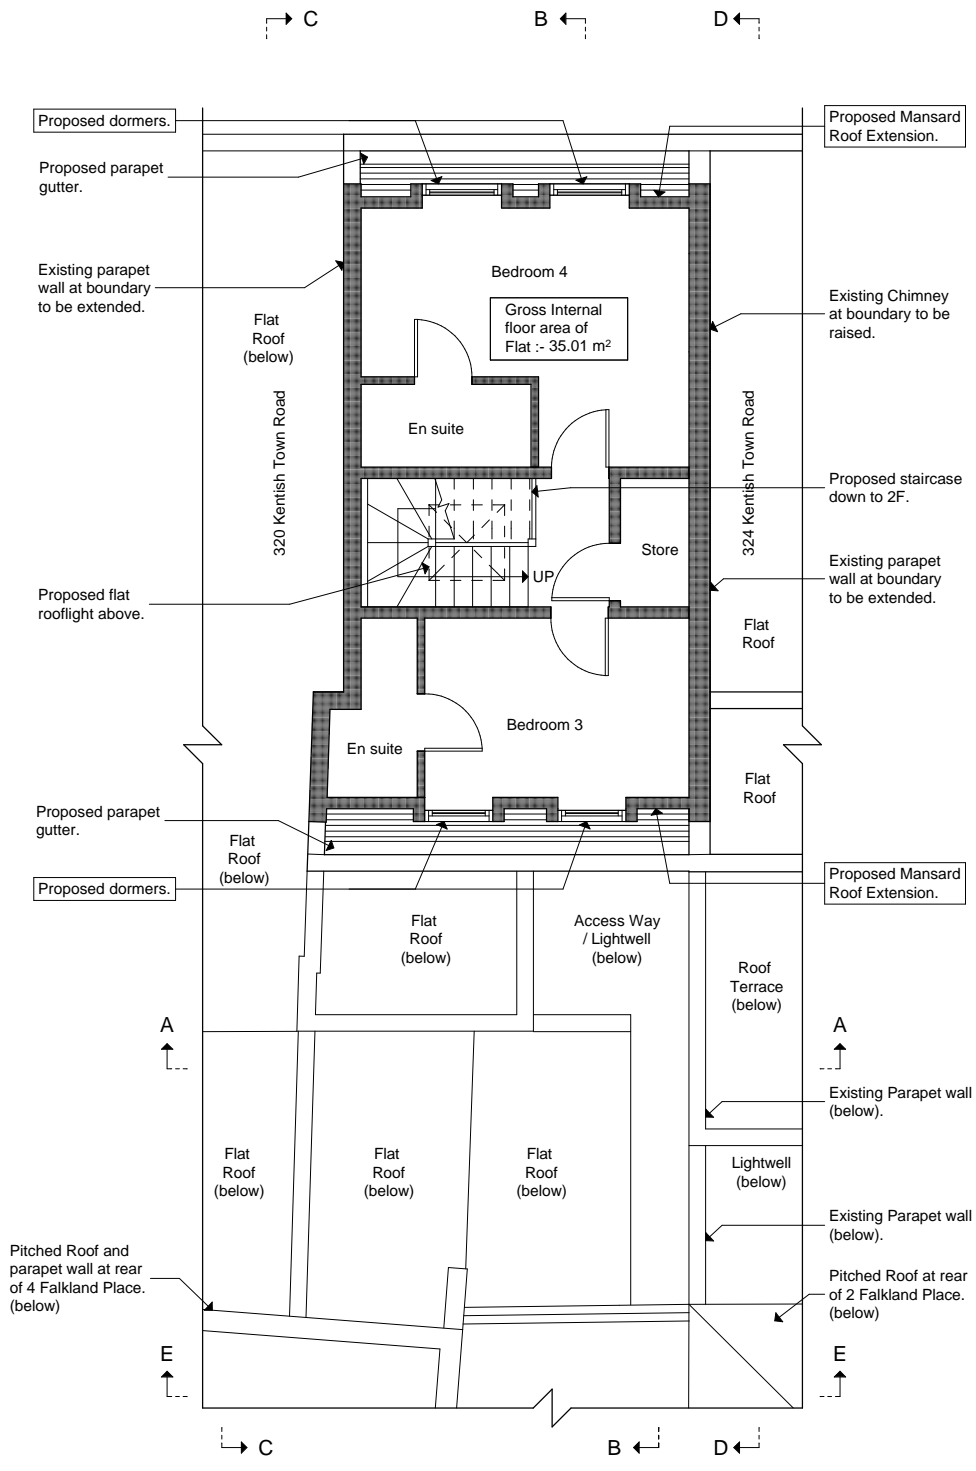 C
B
D
Proposed dormers.
Proposed Mansard
Roof Extension.
Proposed parapet
gutter.
Existing parapet
wall at boundary
to be extended.
Bedroom 4
Gross Internal
floor area of
Flat :- 35.01 m²
Existing Chimney
at boundary to be
raised.
Flat
Roof
(below)
320 Kentish Town Road
324 Kentish Town Road
En suite
Proposed staircase
down to 2F.
Store
UP
Proposed flat
rooflight above.
Existing parapet
wall at boundary
to be extended.
Flat
Roof
Bedroom 3
En suite
Flat
Roof
Proposed parapet
gutter.
Flat
Roof
(below)
Proposed dormers.
Proposed Mansard
Roof Extension.
Flat
Roof
(below)
Access Way
/ Lightwell
(below)
Roof
Terrace
(below)
A
A
Existing Parapet wall
(below).
Flat
Roof
(below)
Flat
Roof
(below)
Flat
Roof
(below)
Lightwell
(below)
Existing Parapet wall
(below).
Pitched Roof and
parapet wall at rear
of 4 Falkland Place.
(below)
Pitched Roof at rear
of 2 Falkland Place.
(below)
E
E
C
B
D